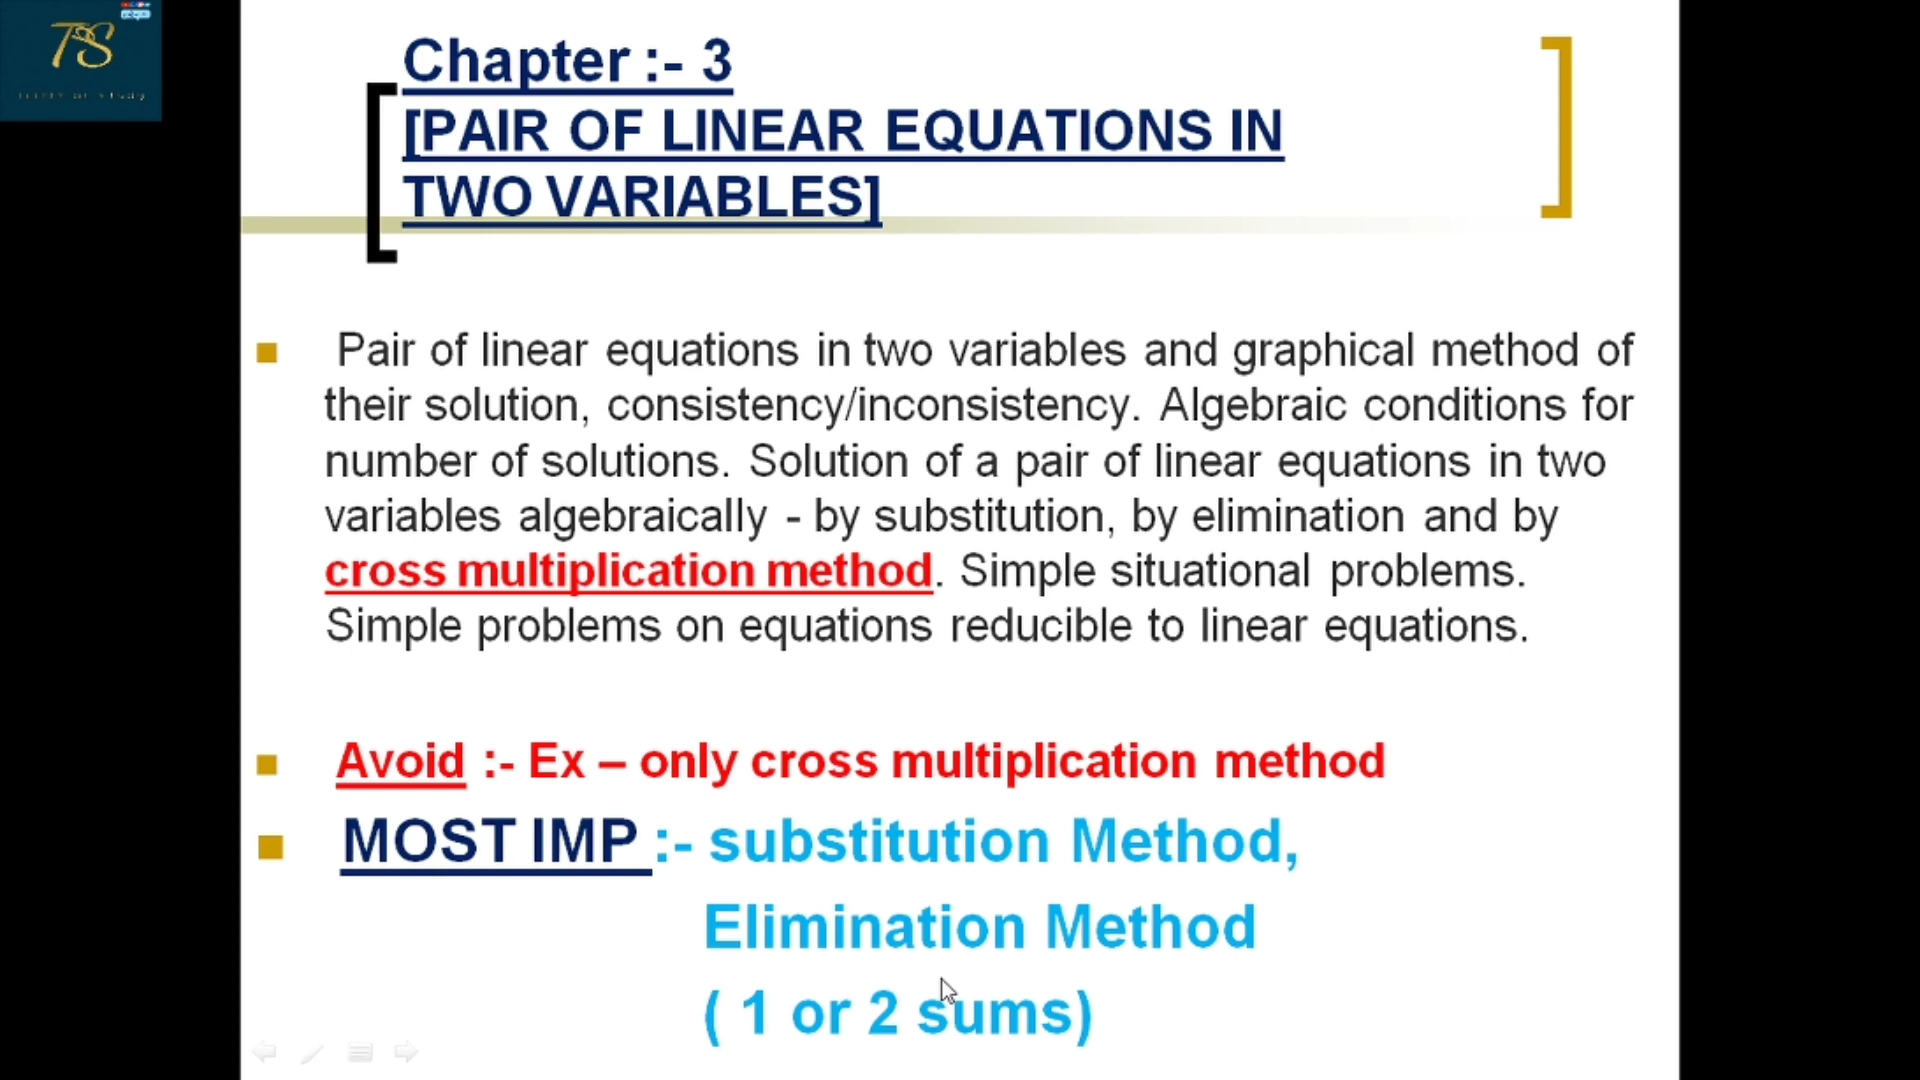 TS
Chapter :- 3
[PAIR OF LINEAR EQUATIONS IN
TWO VARIABLES]
Pair of linear equations in two variables and graphical method of
their solution, consistency/inconsistency. Algebraic conditions for
number of solutions. Solution of a pair of linear equations in two
variables algebraically - by substitution, by elimination and by
cross multiplication method. Simple situational problems.
Simple problems on equations reducible to linear equations.
Avoid :- Ex – only cross multiplication method
MOST IMP :- substitution Method,
Elimination Method
( 1 or 2 sums)